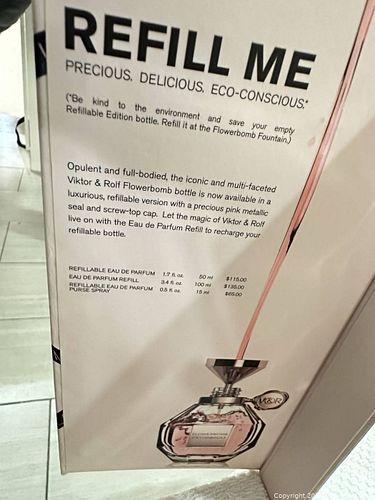 REFILL ME
PRECIOUS. DELICIOUS. ECO-CONSCIOUS.*
(*Be kind to the environment and save your empty
Refillable Edition bottle. Refill it at the Flowerbomb Fountain.)
Opulent and full-bodied, the iconic and multi-faceted
Viktor & Rolf Flowerbomb bottle is now available in a
luxurious, refillable version with a precious pink metallic
seal and screw-top cap. Let the magic of Viktor & Rolf
live on with the Eau de Parfum Refill to recharge your
refillable bottle.
REFILLABLE EAU DE PARFUM 1.7 fl. oz. 50 ml $115.00
EAU DE PARFUM REFILL 3.4 fl. oz. 100 ml $135.00
REFILLABLE EAU DE PARFUM 0.5 fl. oz. 15 ml $65.00
PURSE SPRAY
V&R
FLOWERBOMB
Copyright